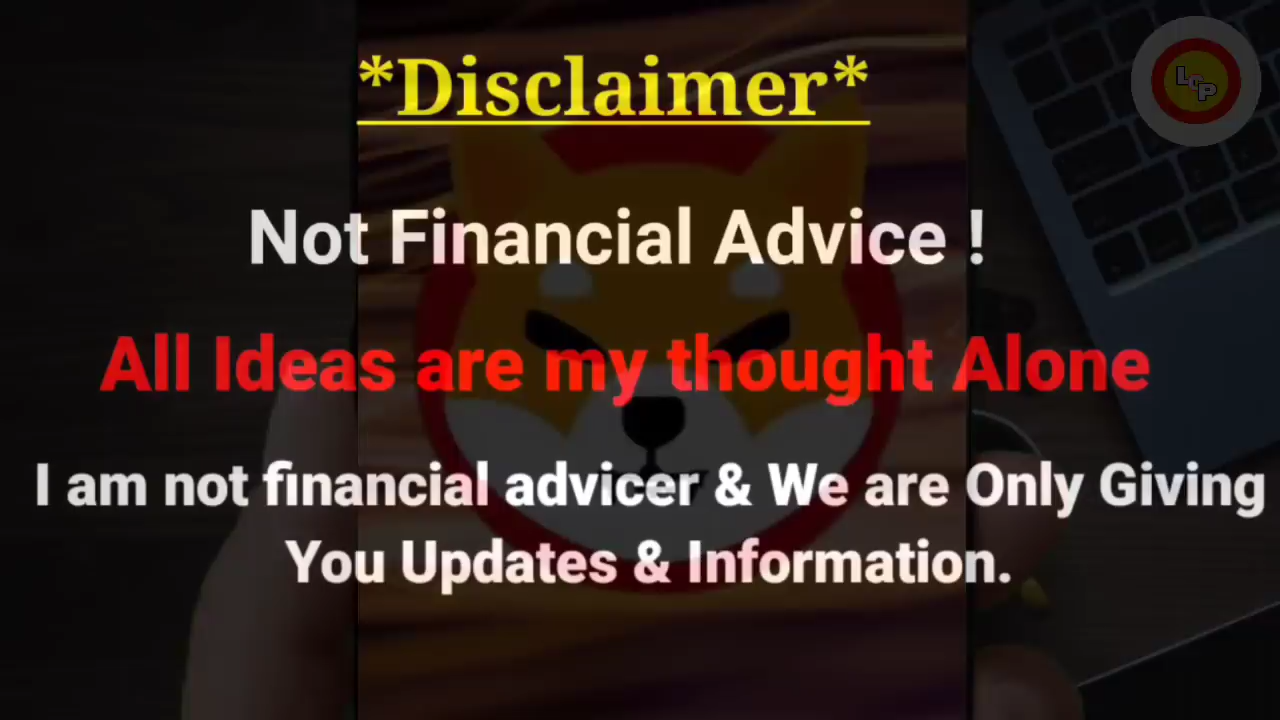 *Disclaimer*
LCP
Not Financial Advice !
All Ideas are my thought Alone
I am not financial advicer & We are Only Giving
You Updates & Information.